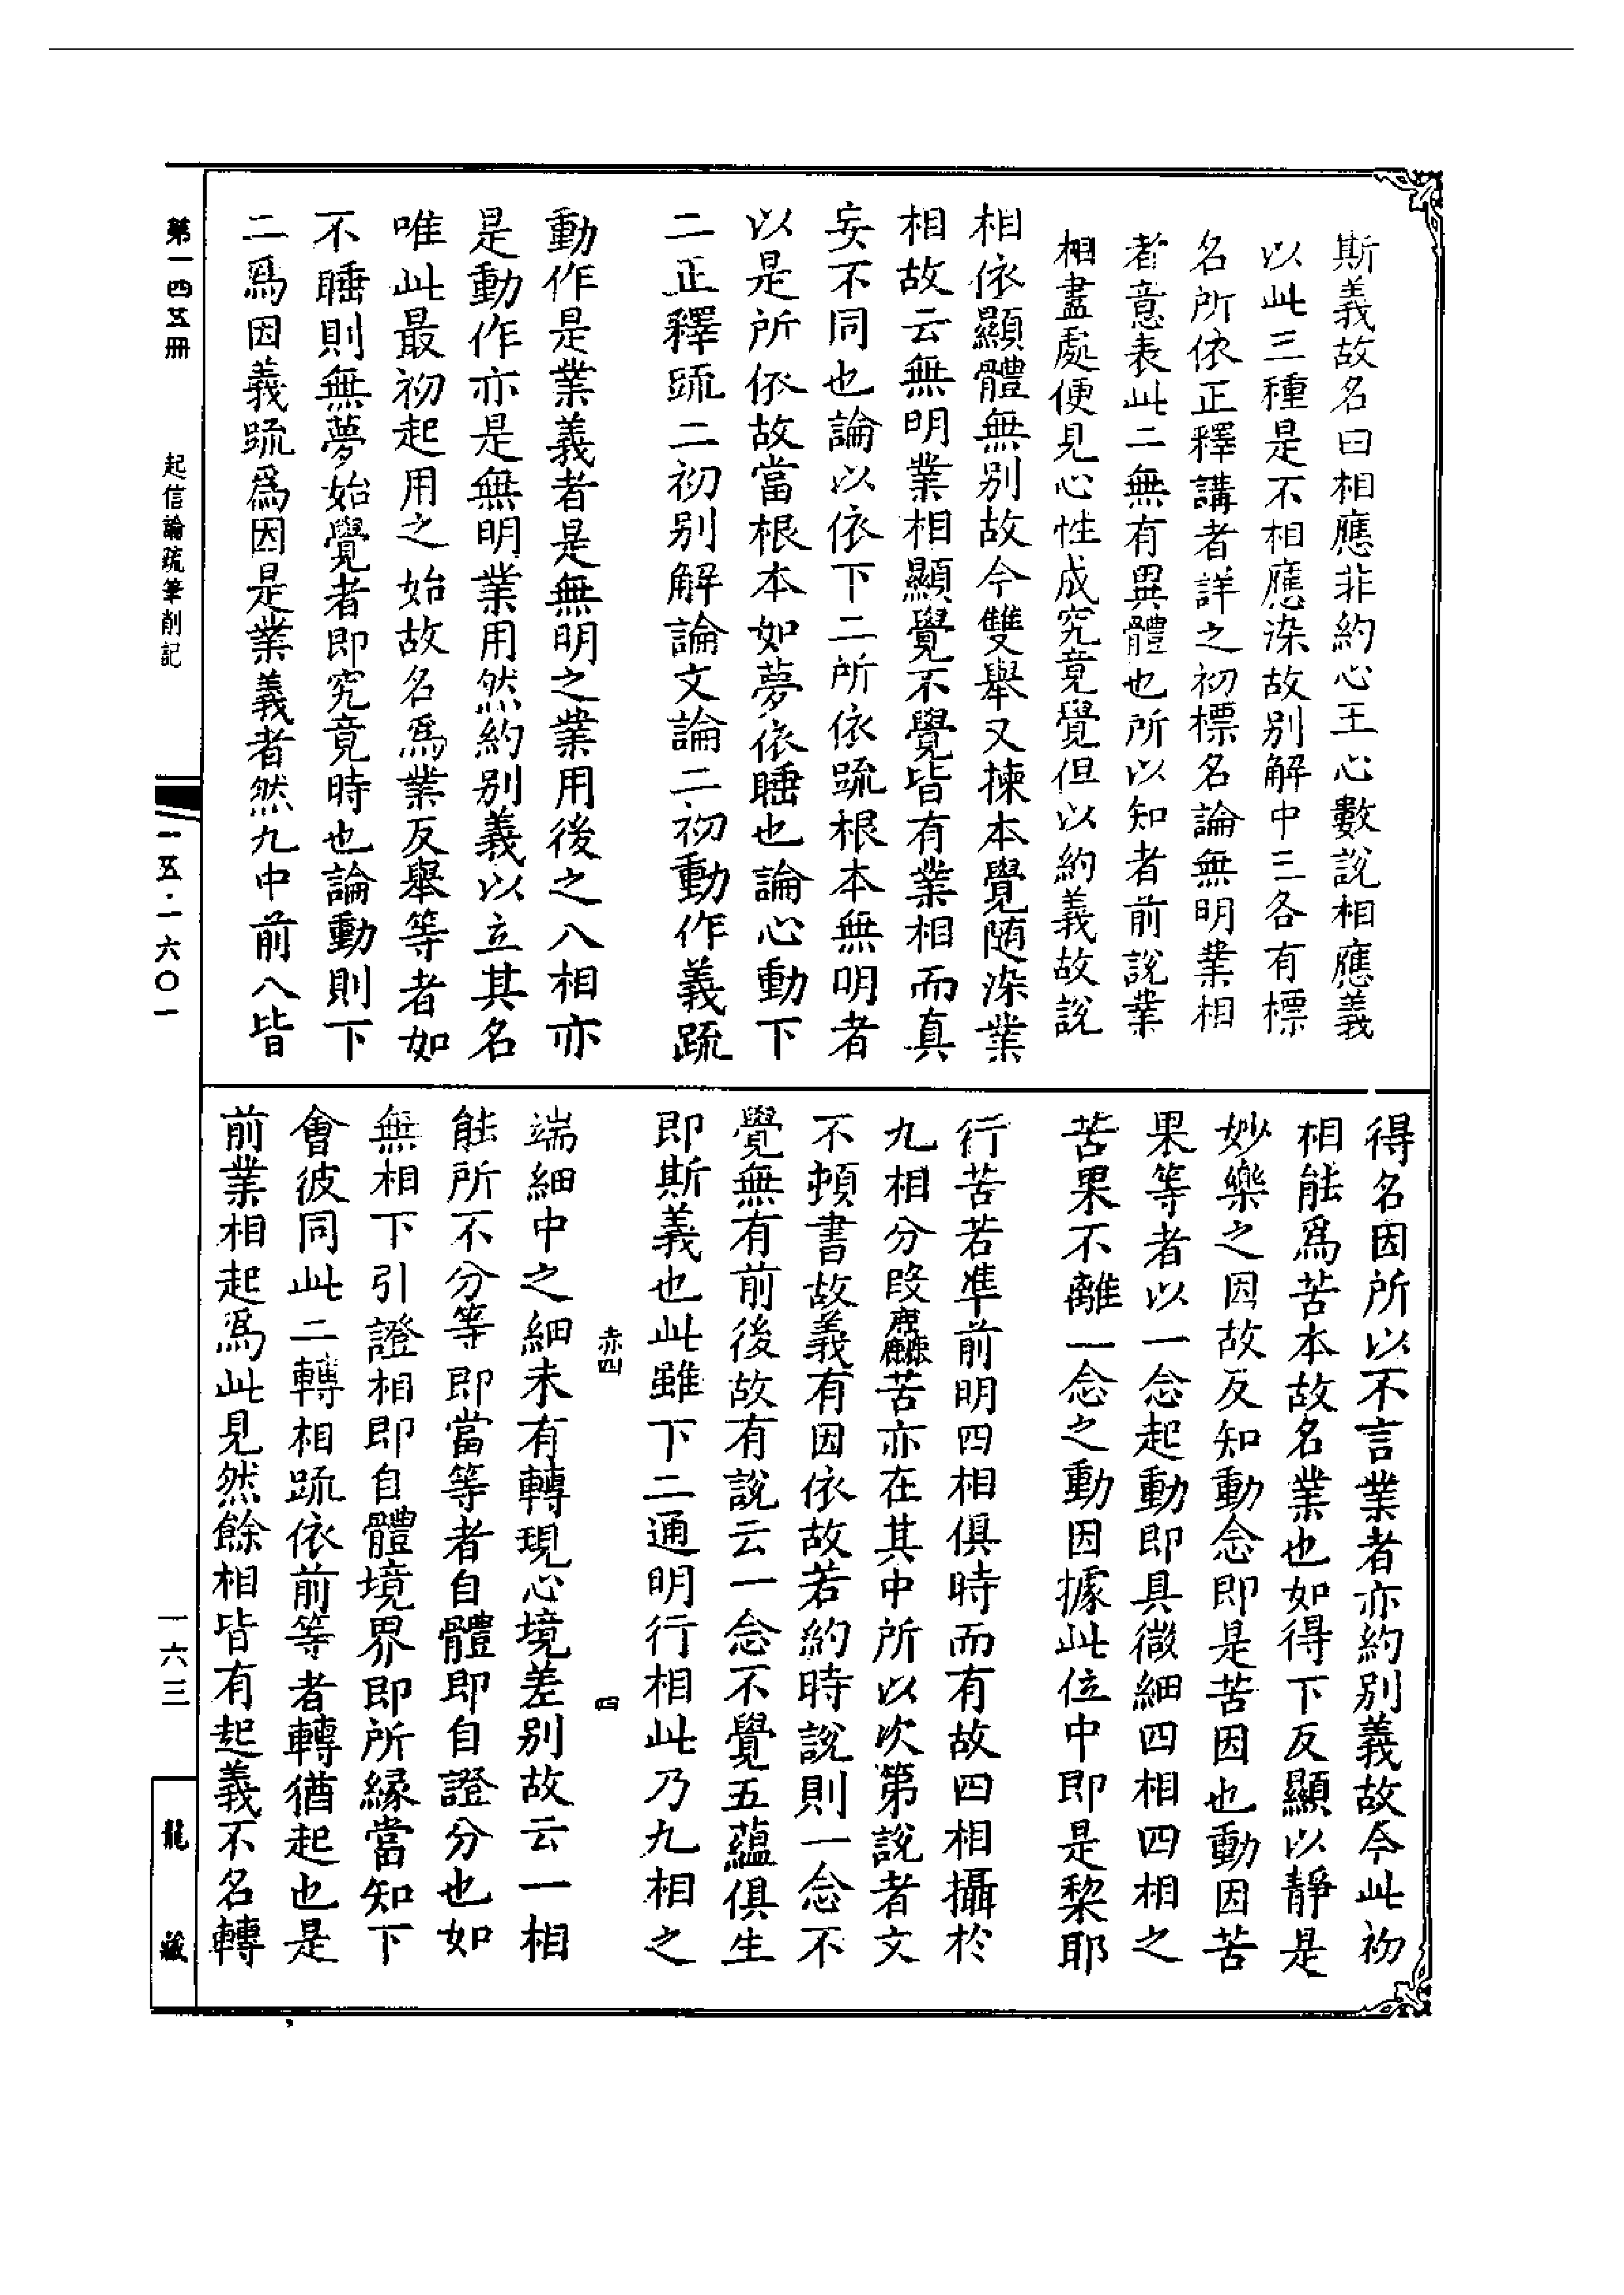 斯義故名曰相應非約心王心數說相應義
以此三種是不相應染故別解中三各有標
名所依正釋講者詳之初標名論無明業相
者意表此二無有異體也所以知者前說業
相盡處便見心性成究竟覺但以約義故說
相依顯體無別故今雙舉又揀本覺隨染業
相故云無明業相顯覺不覺皆有業相而真
妄不同也論以依下二所依䟽根本無明者
以是所依故當根本如夢依睡也論心動下
二正釋䟽二初別解論文論二初動作義䟽
動作是業義者是無明之業用後之八相亦
是動作亦是無明業用然約別義以立其名
唯此最初起用之始故名爲業反舉等者如
不睡則無夢始覺者即究竟時也論動則下
二爲因義䟽爲因是業義者然九中前八皆
得名因所以不言業者亦約別義故今此初
相能爲苦本故名業也如得下反顯以靜是
妙樂之因故反知動念即是苦因也動因苦
果等者以一念起動即具微細四相四相之
苦果不離一念之動因據此位中即是棃耶
行苦若準前明四相俱時而有故四相攝於
九相分段麤苦亦在其中所以次第說者文
不頓書故義有因依故若約時說則一念不
覺無有前後故有說云一念不覺五蘊俱生
即斯義也此雖下二通明行相此乃九相之
赤四 四
端細中之細未有轉現心境差別故云一相
能所不分等即當等者自體即自證分也如
無相下引證相即自體境界即所緣當知下
會彼同此二轉相䟽依前等者轉猶起也是
前業相起爲此見然餘相皆有起義不名轉
第一四五冊 起信論疏筆削記 一五·一六〇一 一六三 龍藏